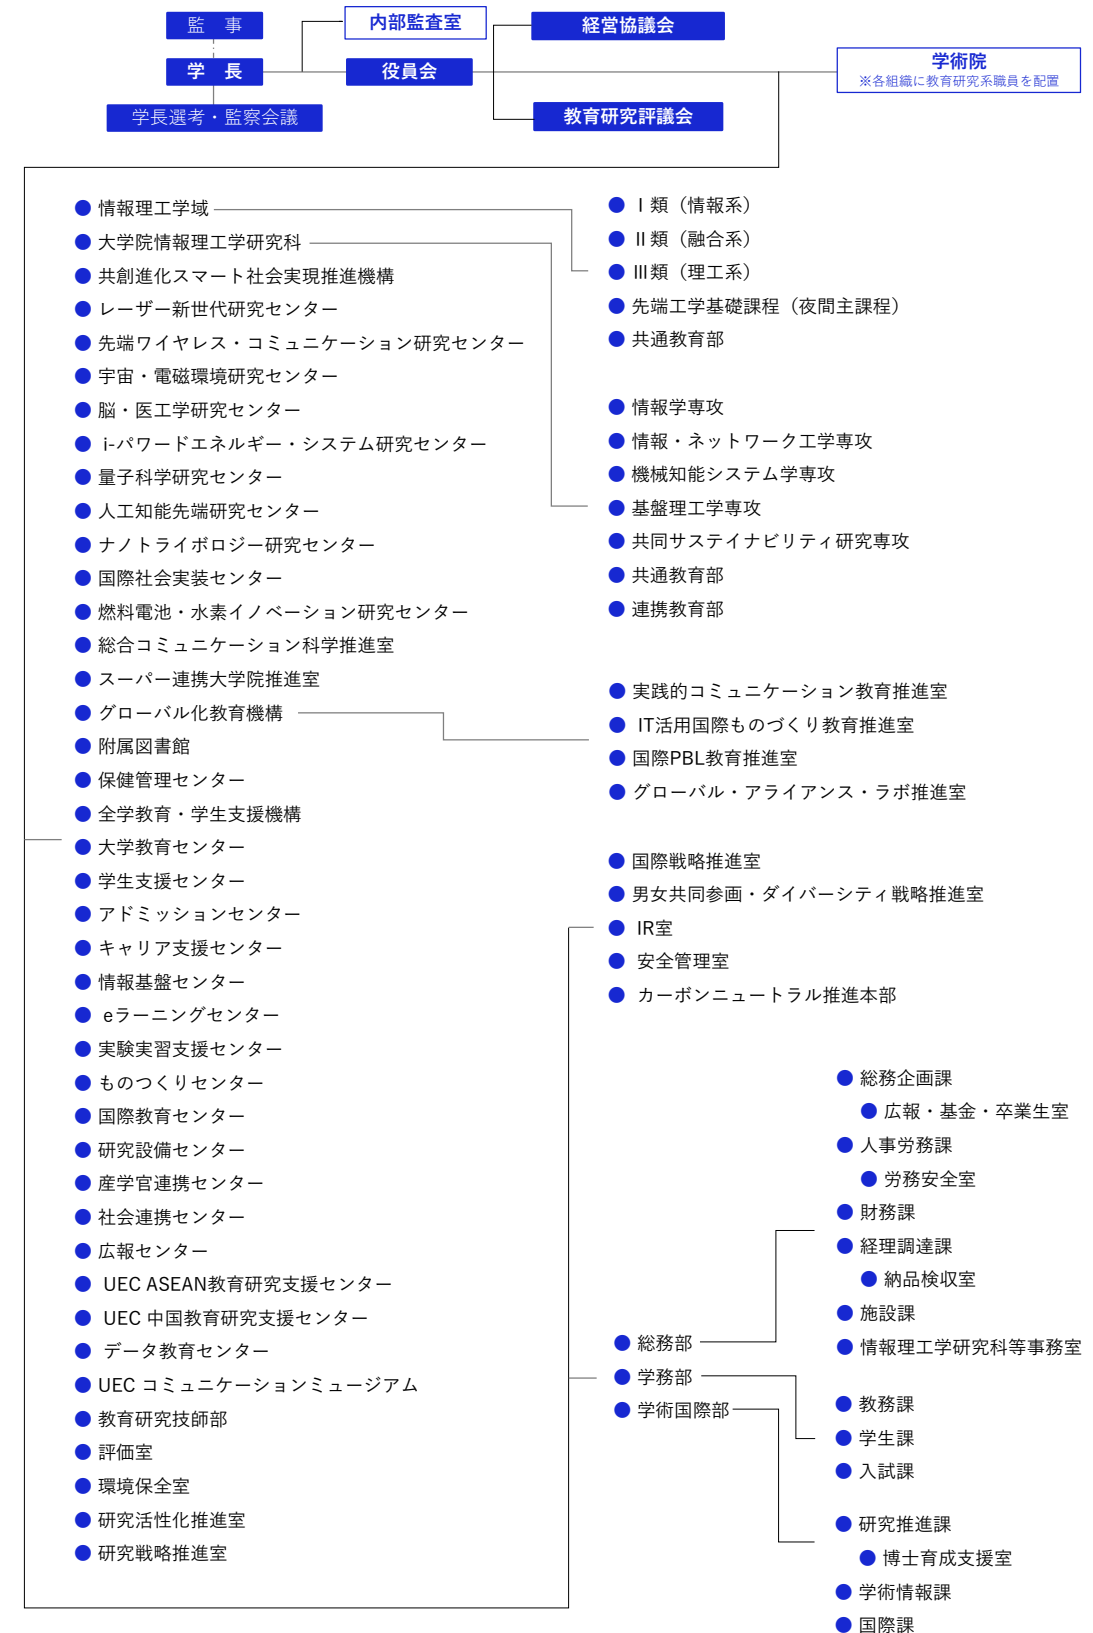 監　事
内部監査室
経営協議会
学　長
役員会
学術院
※各組織に教育研究系職員を配置
学長選考・監察会議
教育研究評議会
情報理工学域
大学院情報理工学研究科
共創進化スマート社会実現推進機構
レーザー新世代研究センター
先端ワイヤレス・コミュニケーション研究センター
宇宙・電磁環境研究センター
脳・医工学研究センター
i-パワードエネルギー・システム研究センター
量子科学研究センター
人工知能先端研究センター
ナノトライボロジー研究センター
国際社会実装センター
燃料電池・水素イノベーション研究センター
総合コミュニケーション科学推進室
スーパー連携大学院推進室
グローバル化教育機構
附属図書館
保健管理センター
全学教育・学生支援機構
大学教育センター
学生支援センター
アドミッションセンター
キャリア支援センター
情報基盤センター
eラーニングセンター
実験実習支援センター
ものつくりセンター
国際教育センター
研究設備センター
産学官連携センター
社会連携センター
広報センター
UEC ASEAN教育研究支援センター
UEC 中国教育研究支援センター
データ教育センター
UEC コミュニケーションミュージアム
教育研究技師部
評価室
環境保全室
研究活性化推進室
研究戦略推進室
Ⅰ類（情報系）
Ⅱ類（融合系）
Ⅲ類（理工系）
先端工学基礎課程（夜間主課程）
共通教育部
情報学専攻
情報・ネットワーク工学専攻
機械知能システム学専攻
基盤理工学専攻
共同サステイナビリティ研究専攻
共通教育部
連携教育部
実践的コミュニケーション教育推進室
IT活用国際ものづくり教育推進室
国際PBL教育推進室
グローバル・アライアンス・ラボ推進室
国際戦略推進室
男女共同参画・ダイバーシティ戦略推進室
IR室
安全管理室
カーボンニュートラル推進本部
総務部
学務部
学術国際部
総務企画課
広報・基金・卒業生室
人事労務課
労務安全室
財務課
経理調達課
納品検収室
施設課
情報理工学研究科等事務室
教務課
学生課
入試課
研究推進課
博士育成支援室
学術情報課
国際課